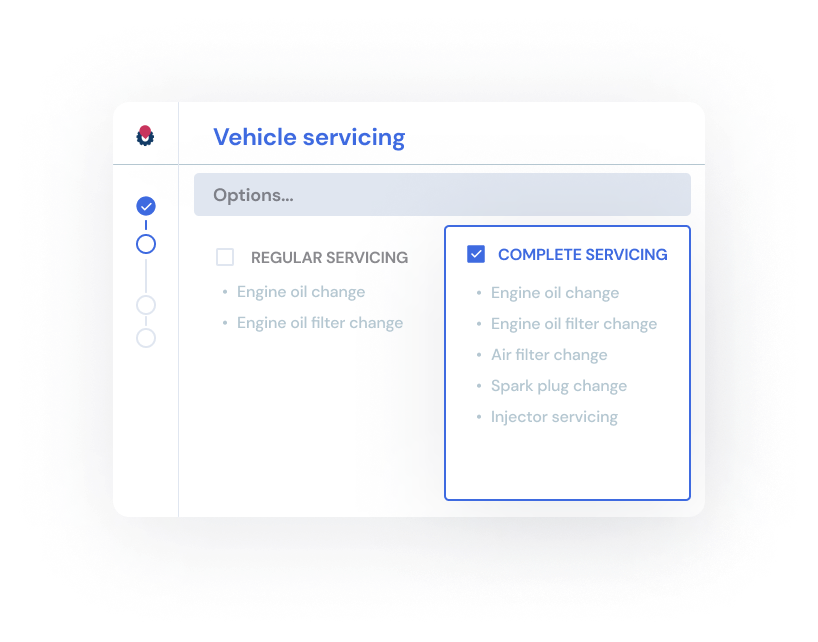 Vehicle servicing
Options...
REGULAR SERVICING
• Engine oil change
• Engine oil filter change
COMPLETE SERVICING
• Engine oil change
• Engine oil filter change
• Air filter change
• Spark plug change
• Injector servicing